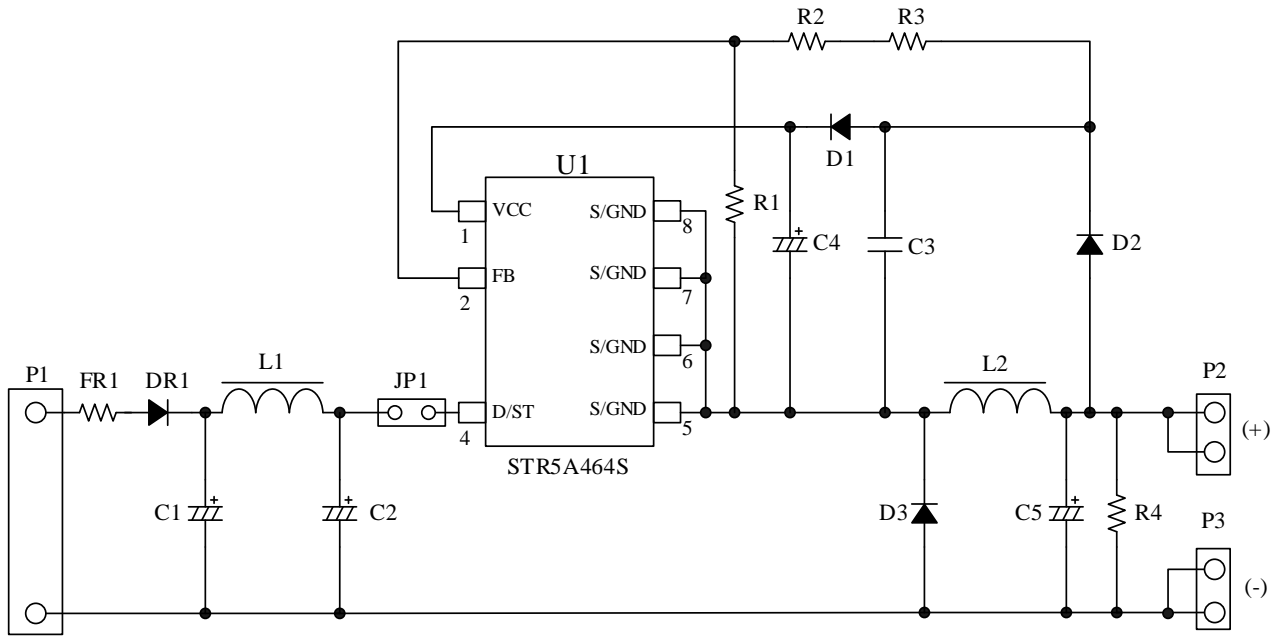 R2
R3
D1
U1
VCC
S/GND
1
8
R1
C4
+
C3
D2
FB
S/GND
2
7
S/GND
6
P1
FR1
DR1
L1
JP1
D/ST
S/GND
4
5
L2
P2
(+)
STR5A464S
C1
+
C2
+
D3
C5
+
R4
P3
(-)